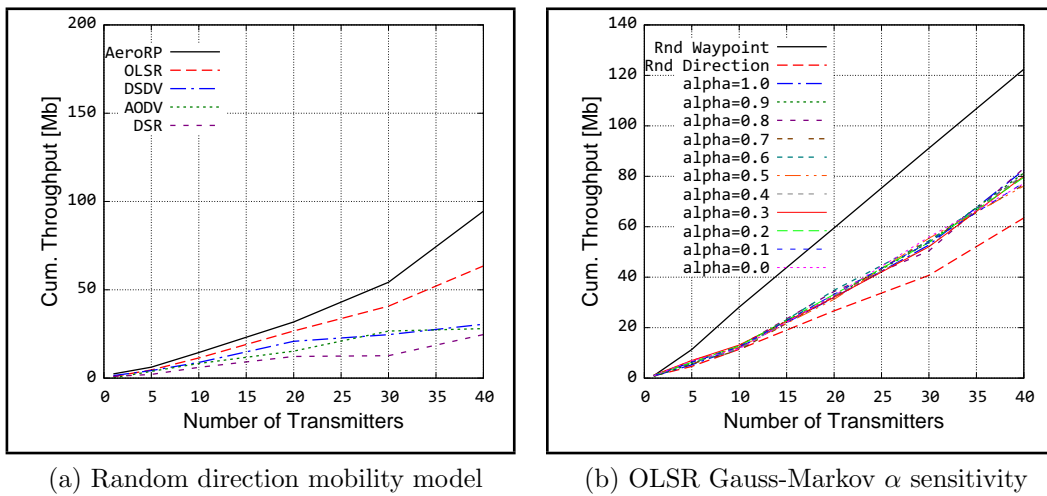 200
150
100
50
0
Cum. Throughput [Mb]
AeroRP
OLSR
DSDV
AODV
DSR
0 5 10 15 20 25 30 35 40
Number of Transmitters
(a) Random direction mobility model
140
120
100
80
60
40
20
0
Cum. Throughput [Mb]
Rnd Waypoint
Rnd Direction
alpha=1.0
alpha=0.9
alpha=0.8
alpha=0.7
alpha=0.6
alpha=0.5
alpha=0.4
alpha=0.3
alpha=0.2
alpha=0.1
alpha=0.0
0 5 10 15 20 25 30 35 40
Number of Transmitters
(b) OLSR Gauss-Markov α sensitivity